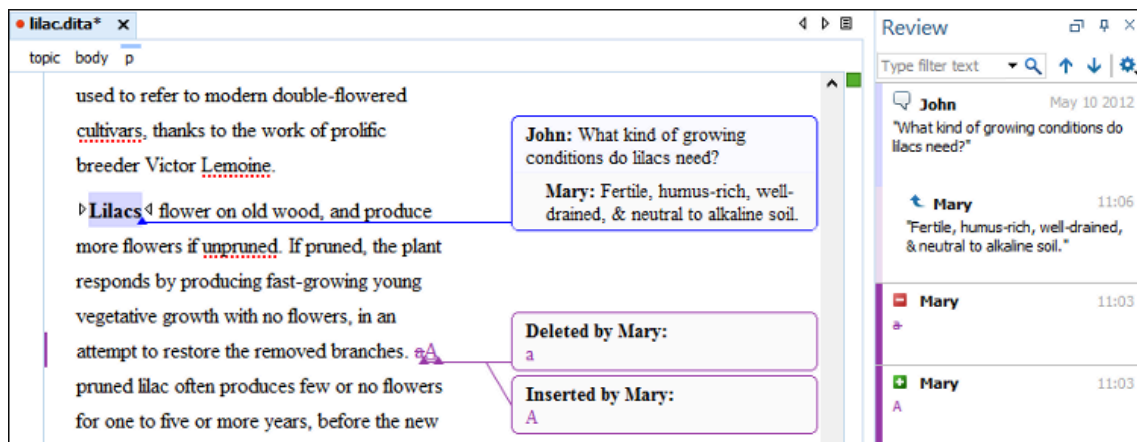 lilac.dita*
topic body p
used to refer to modern double-flowered
cultivars, thanks to the work of prolific
breeder Victor Lemoine.
Lilacs flower on old wood, and produce
more flowers if unpruned. If pruned, the plant
responds by producing fast-growing young
vegetative growth with no flowers, in an
attempt to restore the removed branches. aA
pruned lilac often produces few or no flowers
for one to five or more years, before the new
John: What kind of growing
conditions do lilacs need?
Mary: Fertile, humus-rich, well-
drained, & neutral to alkaline soil.
Deleted by Mary:
a
Inserted by Mary:
A
Review
Type filter text
John May 10 2012
"What kind of growing conditions do
lilacs need?"
Mary 11:06
"Fertile, humus-rich, well-drained,
& neutral to alkaline soil."
Mary 11:03
a
Mary 11:03
A